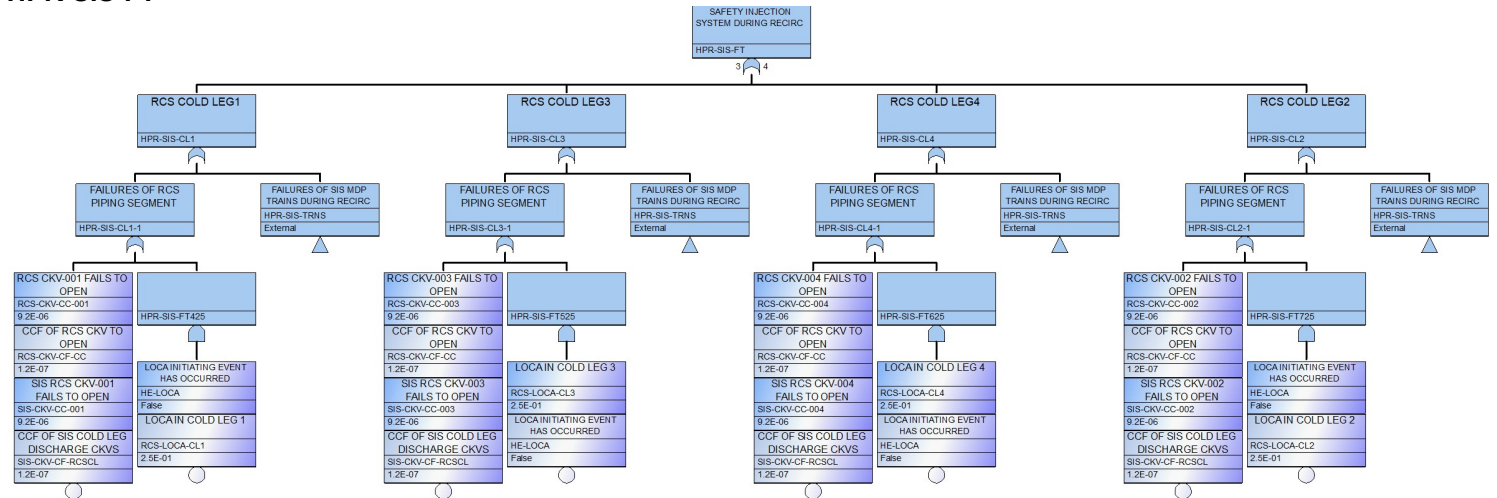 SAFETY INJECTION
SYSTEM DURING RECIRC
HPR-SIS-FT
3 4
RCS COLD LEG1
HPR-SIS-CL1
RCS COLD LEG3
HPR-SIS-CL3
RCS COLD LEG4
HPR-SIS-CL4
RCS COLD LEG2
HPR-SIS-CL2
FAILURES OF RCS
PIPING SEGMENT
HPR-SIS-CL1-1
FAILURES OF SIS MDP
TRAINS DURING RECIRC
HPR-SIS-TRNS
External
FAILURES OF RCS
PIPING SEGMENT
HPR-SIS-CL3-1
FAILURES OF SIS MDP
TRAINS DURING RECIRC
HPR-SIS-TRNS
External
FAILURES OF RCS
PIPING SEGMENT
HPR-SIS-CL4-1
FAILURES OF SIS MDP
TRAINS DURING RECIRC
HPR-SIS-TRNS
External
FAILURES OF RCS
PIPING SEGMENT
HPR-SIS-CL2-1
FAILURES OF SIS MDP
TRAINS DURING RECIRC
HPR-SIS-TRNS
External
RCS CKV-001 FAILS TO
OPEN
RCS-CKV-CC-001
9.2E-06
CCF OF RCS CKV TO
OPEN
RCS-CKV-CF-CC
1.2E-07
SIS RCS CKV-001
FAILS TO OPEN
SIS-CKV-CC-001
9.2E-06
CCF OF SIS COLD LEG
DISCHARGE CKVS
SIS-CKV-CF-RCSCL
1.2E-07
HPR-SIS-FT425
LOCA INITIATING EVENT
HAS OCCURRED
HE-LOCA
False
LOCA IN COLD LEG 1
RCS-LOCA-CL1
2.5E-01
RCS CKV-003 FAILS TO
OPEN
RCS-CKV-CC-003
9.2E-06
CCF OF RCS CKV TO
OPEN
RCS-CKV-CF-CC
1.2E-07
SIS RCS CKV-003
FAILS TO OPEN
SIS-CKV-CC-003
9.2E-06
CCF OF SIS COLD LEG
DISCHARGE CKVS
SIS-CKV-CF-RCSCL
1.2E-07
HPR-SIS-FT525
LOCA IN COLD LEG 3
RCS-LOCA-CL3
2.5E-01
LOCA INITIATING EVENT
HAS OCCURRED
HE-LOCA
False
RCS CKV-004 FAILS TO
OPEN
RCS-CKV-CC-004
9.2E-06
CCF OF RCS CKV TO
OPEN
RCS-CKV-CF-CC
1.2E-07
SIS RCS CKV-004
FAILS TO OPEN
SIS-CKV-CC-004
9.2E-06
CCF OF SIS COLD LEG
DISCHARGE CKVS
SIS-CKV-CF-RCSCL
1.2E-07
HPR-SIS-FT625
LOCA IN COLD LEG 4
RCS-LOCA-CL4
2.5E-01
LOCA INITIATING EVENT
HAS OCCURRED
HE-LOCA
False
RCS CKV-002 FAILS TO
OPEN
RCS-CKV-CC-002
9.2E-06
CCF OF RCS CKV TO
OPEN
RCS-CKV-CF-CC
1.2E-07
SIS RCS CKV-002
FAILS TO OPEN
SIS-CKV-CC-002
9.2E-06
CCF OF SIS COLD LEG
DISCHARGE CKVS
SIS-CKV-CF-RCSCL
1.2E-07
HPR-SIS-FT725
LOCA INITIATING EVENT
HAS OCCURRED
HE-LOCA
False
LOCA IN COLD LEG 2
RCS-LOCA-CL2
2.5E-01